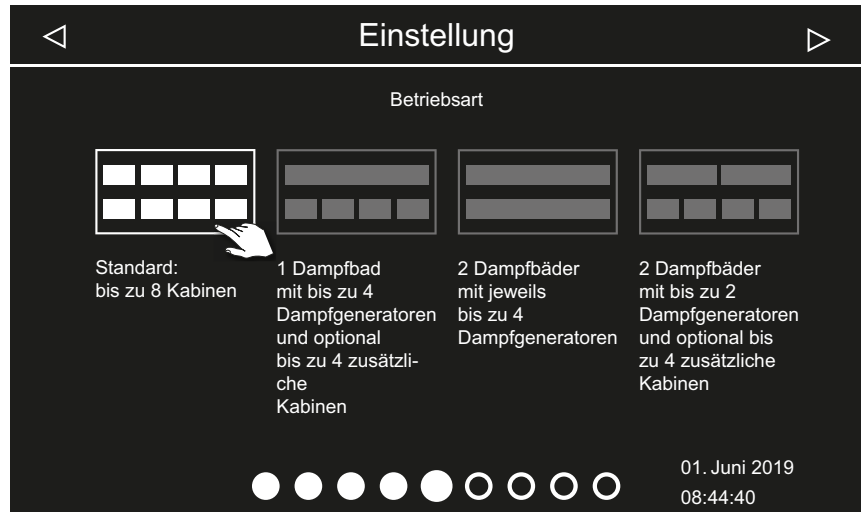 Einstellung
Betriebsart
Standard:
bis zu 8 Kabinen
1 Dampfbad
mit bis zu 4
Dampfgeneratoren
und optional
bis zu 4 zusätzli-
che
Kabinen
2 Dampfbäder
mit jeweils
bis zu 4
Dampfgeneratoren
2 Dampfbäder
mit bis zu 2
Dampfgeneratoren
und optional bis
zu 4 zusätzliche
Kabinen
01. Juni 2019
08:44:40